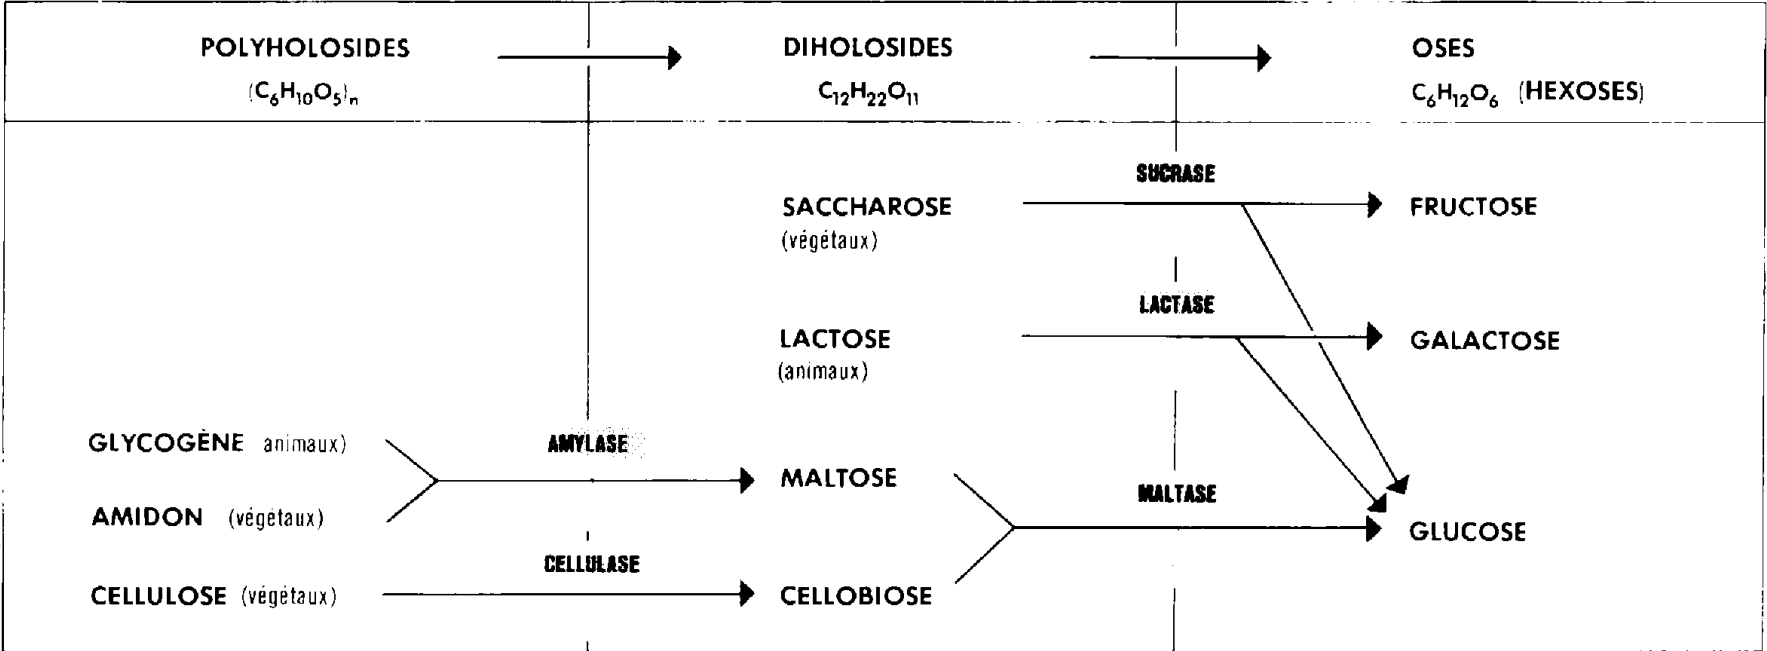 POLYHOLOSIDES
(C₆H₁₀O₅)ₙ
DIHOLOSIDES
C₁₂H₂₂O₁₁
OSES
C₆H₁₂O₆ (HEXOSES)
SUCRASE
SACCHAROSE
(végétaux)
FRUCTOSE
LACTASE
LACTOSE
(animaux)
GALACTOSE
GLYCOGÈNE animaux)
AMIDON (végétaux)
AMYLASE
MALTOSE
MALTASE
GLUCOSE
CELLULOSE (végétaux)
CELLULASE
CELLOBIOSE